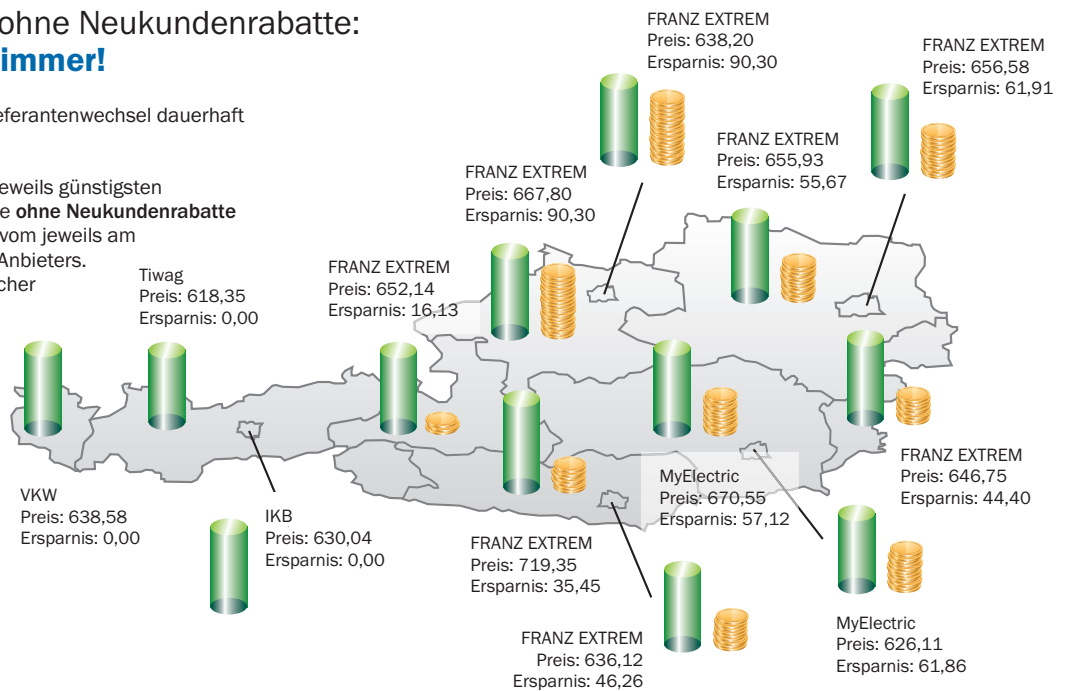 ohne Neukundenrabatte:
immer!
eferantenwechsel dauerhaft
eweils günstigsten
e ohne Neukundenrabatte
vom jeweils am
Anbieters.
cher
FRANZ EXTREM
Preis: 638,20
Ersparnis: 90,30
FRANZ EXTREM
Preis: 656,58
Ersparnis: 61,91
FRANZ EXTREM
Preis: 655,93
Ersparnis: 55,67
FRANZ EXTREM
Preis: 667,80
Ersparnis: 90,30
FRANZ EXTREM
Preis: 652,14
Ersparnis: 16,13
Tiwag
Preis: 618,35
Ersparnis: 0,00
VKW
Preis: 638,58
Ersparnis: 0,00
IKB
Preis: 630,04
Ersparnis: 0,00
FRANZ EXTREM
Preis: 719,35
Ersparnis: 35,45
MyElectric
Preis: 670,55
Ersparnis: 57,12
FRANZ EXTREM
Preis: 646,75
Ersparnis: 44,40
FRANZ EXTREM
Preis: 636,12
Ersparnis: 46,26
MyElectric
Preis: 626,11
Ersparnis: 61,86